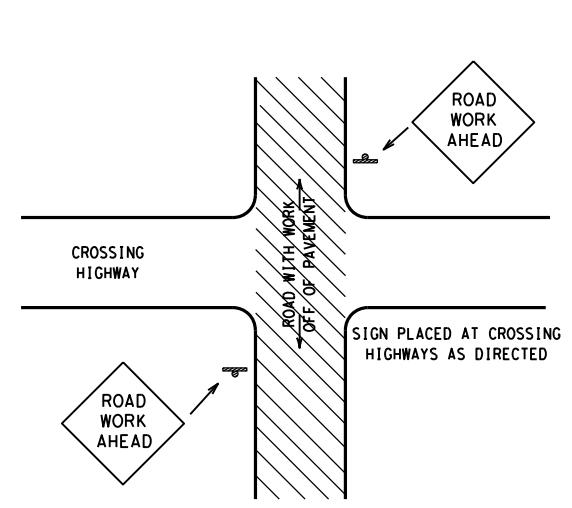 ROAD
WORK
AHEAD
ROAD WITH WORK
OFF OF PAVEMENT
CROSSING
HIGHWAY
SIGN PLACED AT CROSSING
HIGHWAYS AS DIRECTED
ROAD
WORK
AHEAD